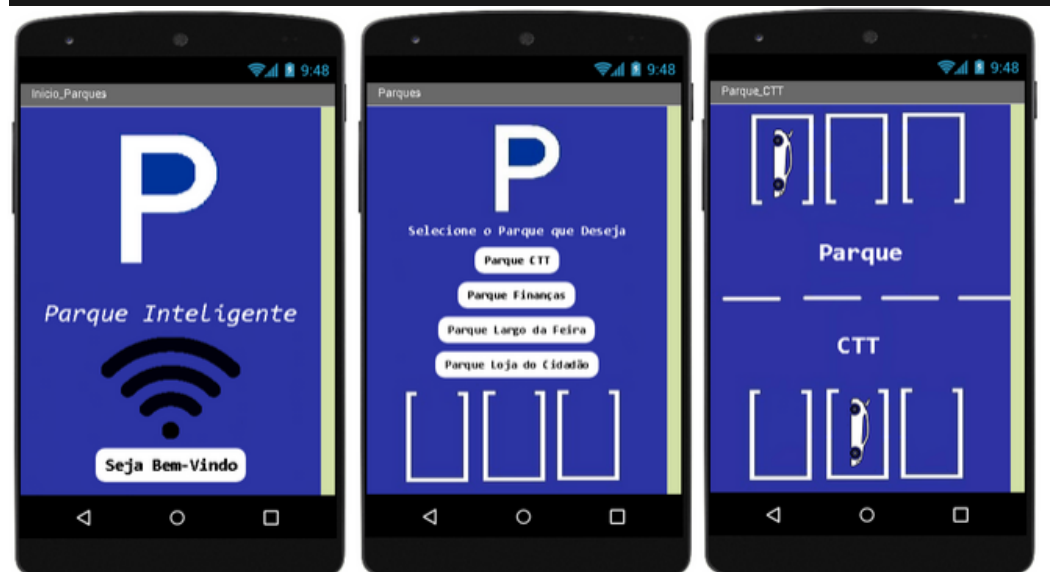 9:48
Inicio_Parques
P
Parque Inteligente
Seja Bem-Vindo
9:48
Parques
P
Selecione o Parque que Deseja
Parque CTT
Parque Finanças
Parque Largo da Feira
Parque Loja do Cidadão
9:48
Parque_CTT
Parque
CTT